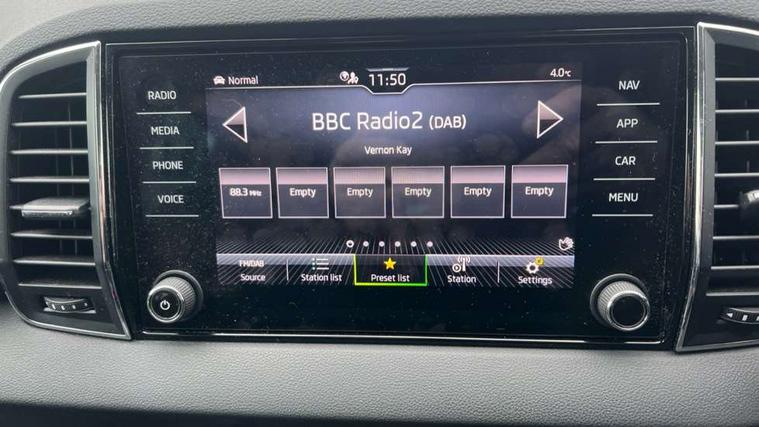 Normal
11:50
4.0°C
RADIO
MEDIA
PHONE
VOICE
BBC Radio2 (DAB)
Vernon Kay
88.3 MHz
Empty
Empty
Empty
Empty
Empty
FM/DAB
Source
Station list
Preset list
Station
Settings
NAV
APP
CAR
MENU